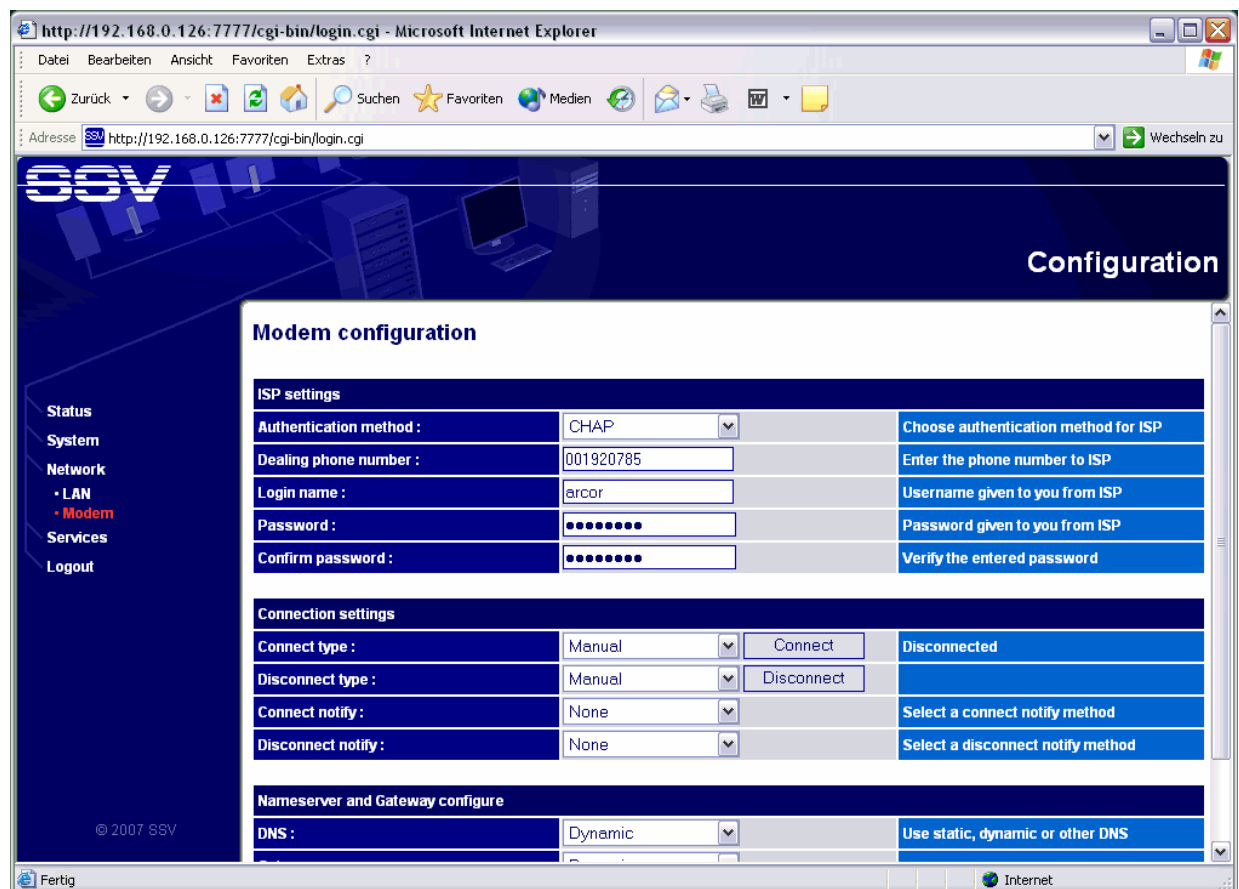 http://192.168.0.126:7777/cgi-bin/login.cgi - Microsoft Internet Explorer
Datei Bearbeiten Ansicht Favoriten Extras ?
Zurück Suchen Favoriten Medien
Adresse SSV http://192.168.0.126:7777/cgi-bin/login.cgi Wechseln zu
SSV
Configuration
Status
System
Network
• LAN
• Modem
Services
Logout
© 2007 SSV
Modem configuration
ISP settings
Authentication method : CHAP Choose authentication method for ISP
Dealing phone number : 001920785 Enter the phone number to ISP
Login name : arcor Username given to you from ISP
Password : •••••••• Password given to you from ISP
Confirm password : •••••••• Verify the entered password
Connection settings
Connect type : Manual Connect Disconnected
Disconnect type : Manual Disconnect
Connect notify : None Select a connect notify method
Disconnect notify : None Select a disconnect notify method
Nameserver and Gateway configure
DNS : Dynamic Use static, dynamic or other DNS
Fertig Internet